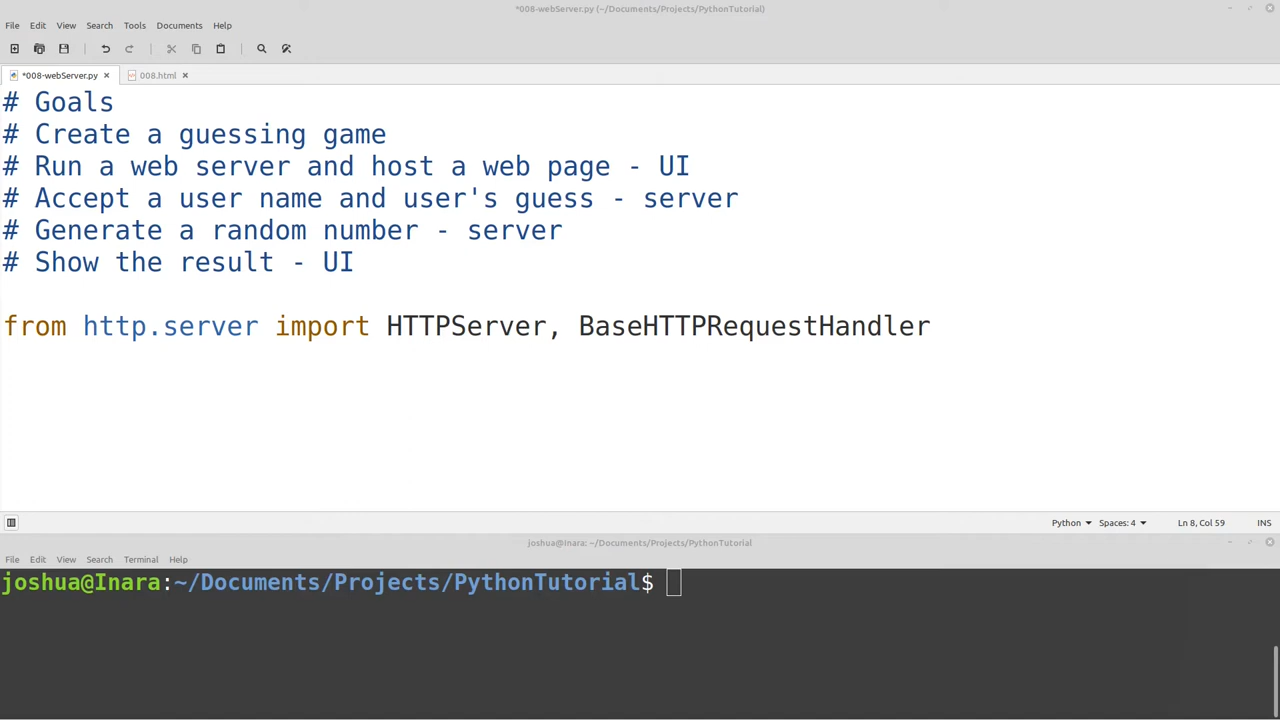 *008-webServer.py (~/Documents/Projects/PythonTutorial)
File Edit View Search Tools Documents Help
*008-webServer.py 008.html
# Goals
# Create a guessing game
# Run a web server and host a web page - UI
# Accept a user name and user's guess - server
# Generate a random number - server
# Show the result - UI
from http.server import HTTPServer, BaseHTTPRequestHandler
Python Spaces: 4 Ln 8, Col 59 INS
joshua@Inara: ~/Documents/Projects/PythonTutorial
File Edit View Search Terminal Help
joshua@Inara:~/Documents/Projects/PythonTutorial$